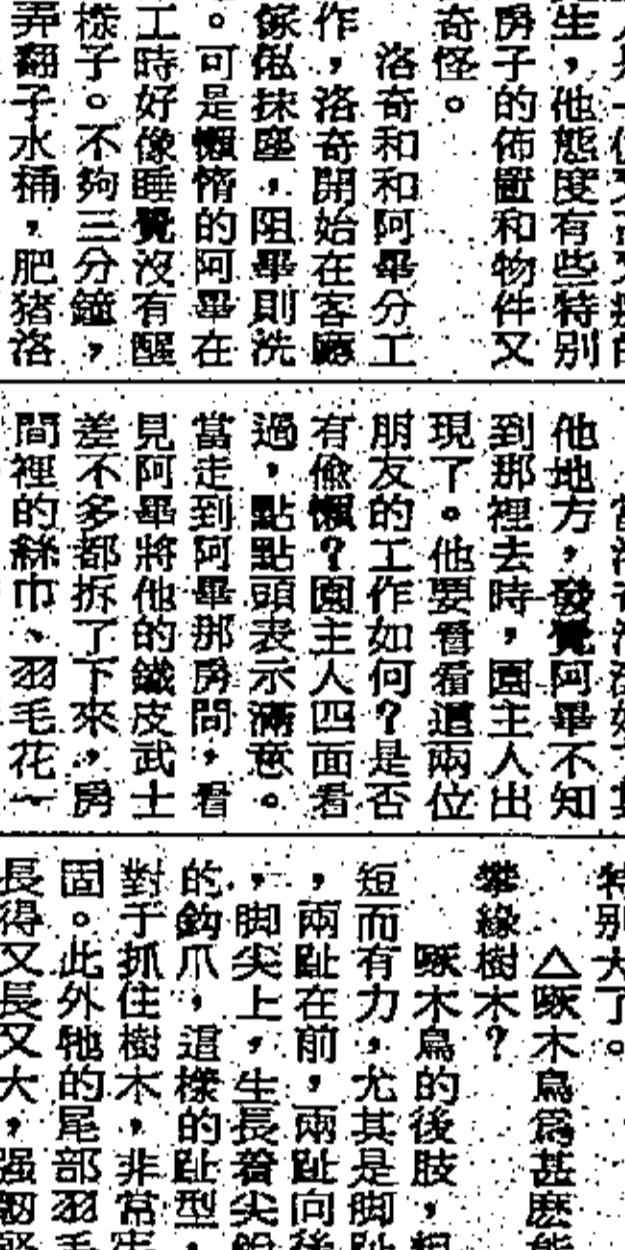 生，他態度有些特别
房子的佈置和物件又
奇怪。
洛奇和和阿畢分工
作，洛奇開始在客廳
傢俬抹座，阻畢則洗
。可是懶惰的阿畢在
工時好像睡覺沒有醒
樣子。不夠三分鐘，
弄翻子水桶，肥猪洛
他地方，發覺阿畢不知
到那裡去時，園主人出
現了。他要看看這兩位
朋友的工作如何？是否
有偷懶？園主人四面看
過，點點頭表示滿意。
當走到阿畢那房問，看
見阿畢將他的鐵皮武士
差不多都拆了下來，房
間裡的絲巾、羽毛花一
特别大了。
△啄木鳥爲甚麽能
攀緣樹木？
啄木鳥的後肢，粗
短而有力，尤其是脚趾
，兩趾在前，兩趾向後
，脚尖上，生長着尖銳
的鈎爪，這樣的趾型，
對于抓住樹木，非常牢
固。此外牠的尾部羽毛
長得又長又大，强韌堅